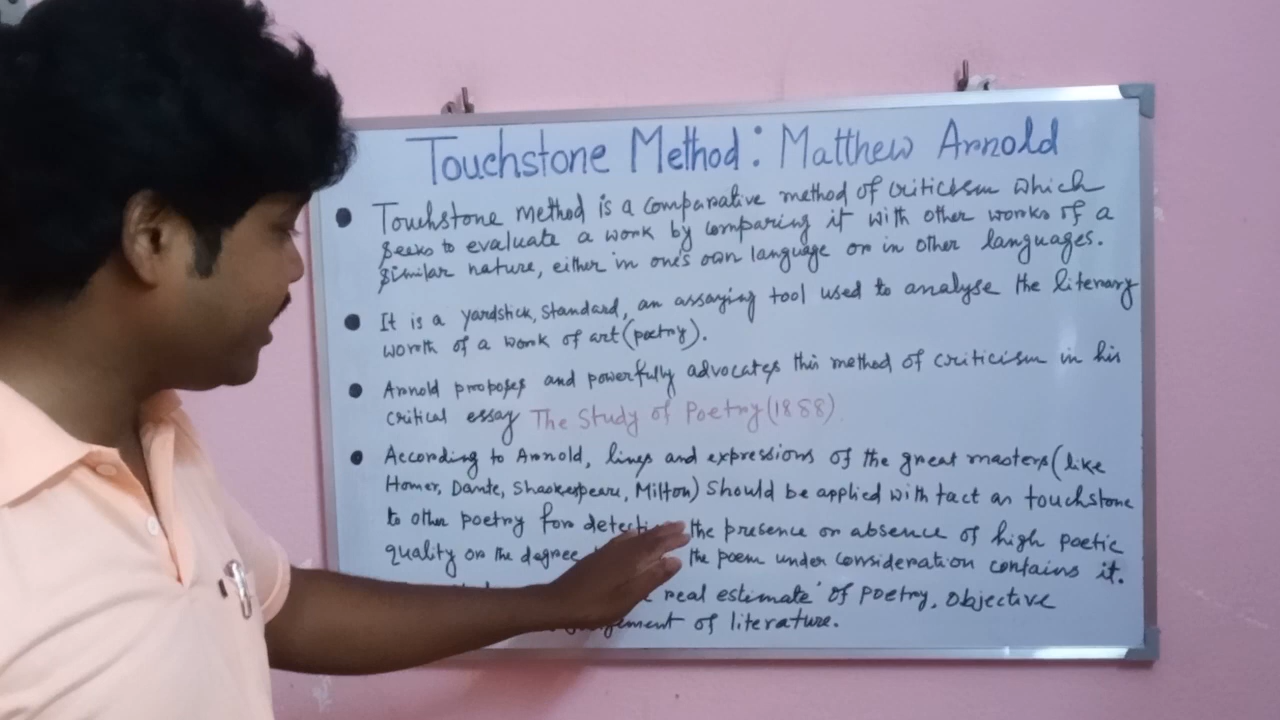 Touchstone Method: Matthew Arnold
Touchstone method is a comparative method of criticism which
seeks to evaluate a work by comparing it with other works of a
similar nature, either in one's own language or in other languages.
It is a yardstick, standard, an assaying tool used to analyse the literary
worth of a work of art (poetry).
Arnold proposes and powerfully advocates this method of criticism in his
critical essay The Study of Poetry (1888).
According to Arnold, lines and expressions of the great masters (like
Homer, Dante, Shaekespeare, Milton) should be applied with tact as touchstone
to other poetry for the presence or absence of high poetic
quality or the degree the poem under consideration contains it.
real estimate' of poetry, objective
of literature.